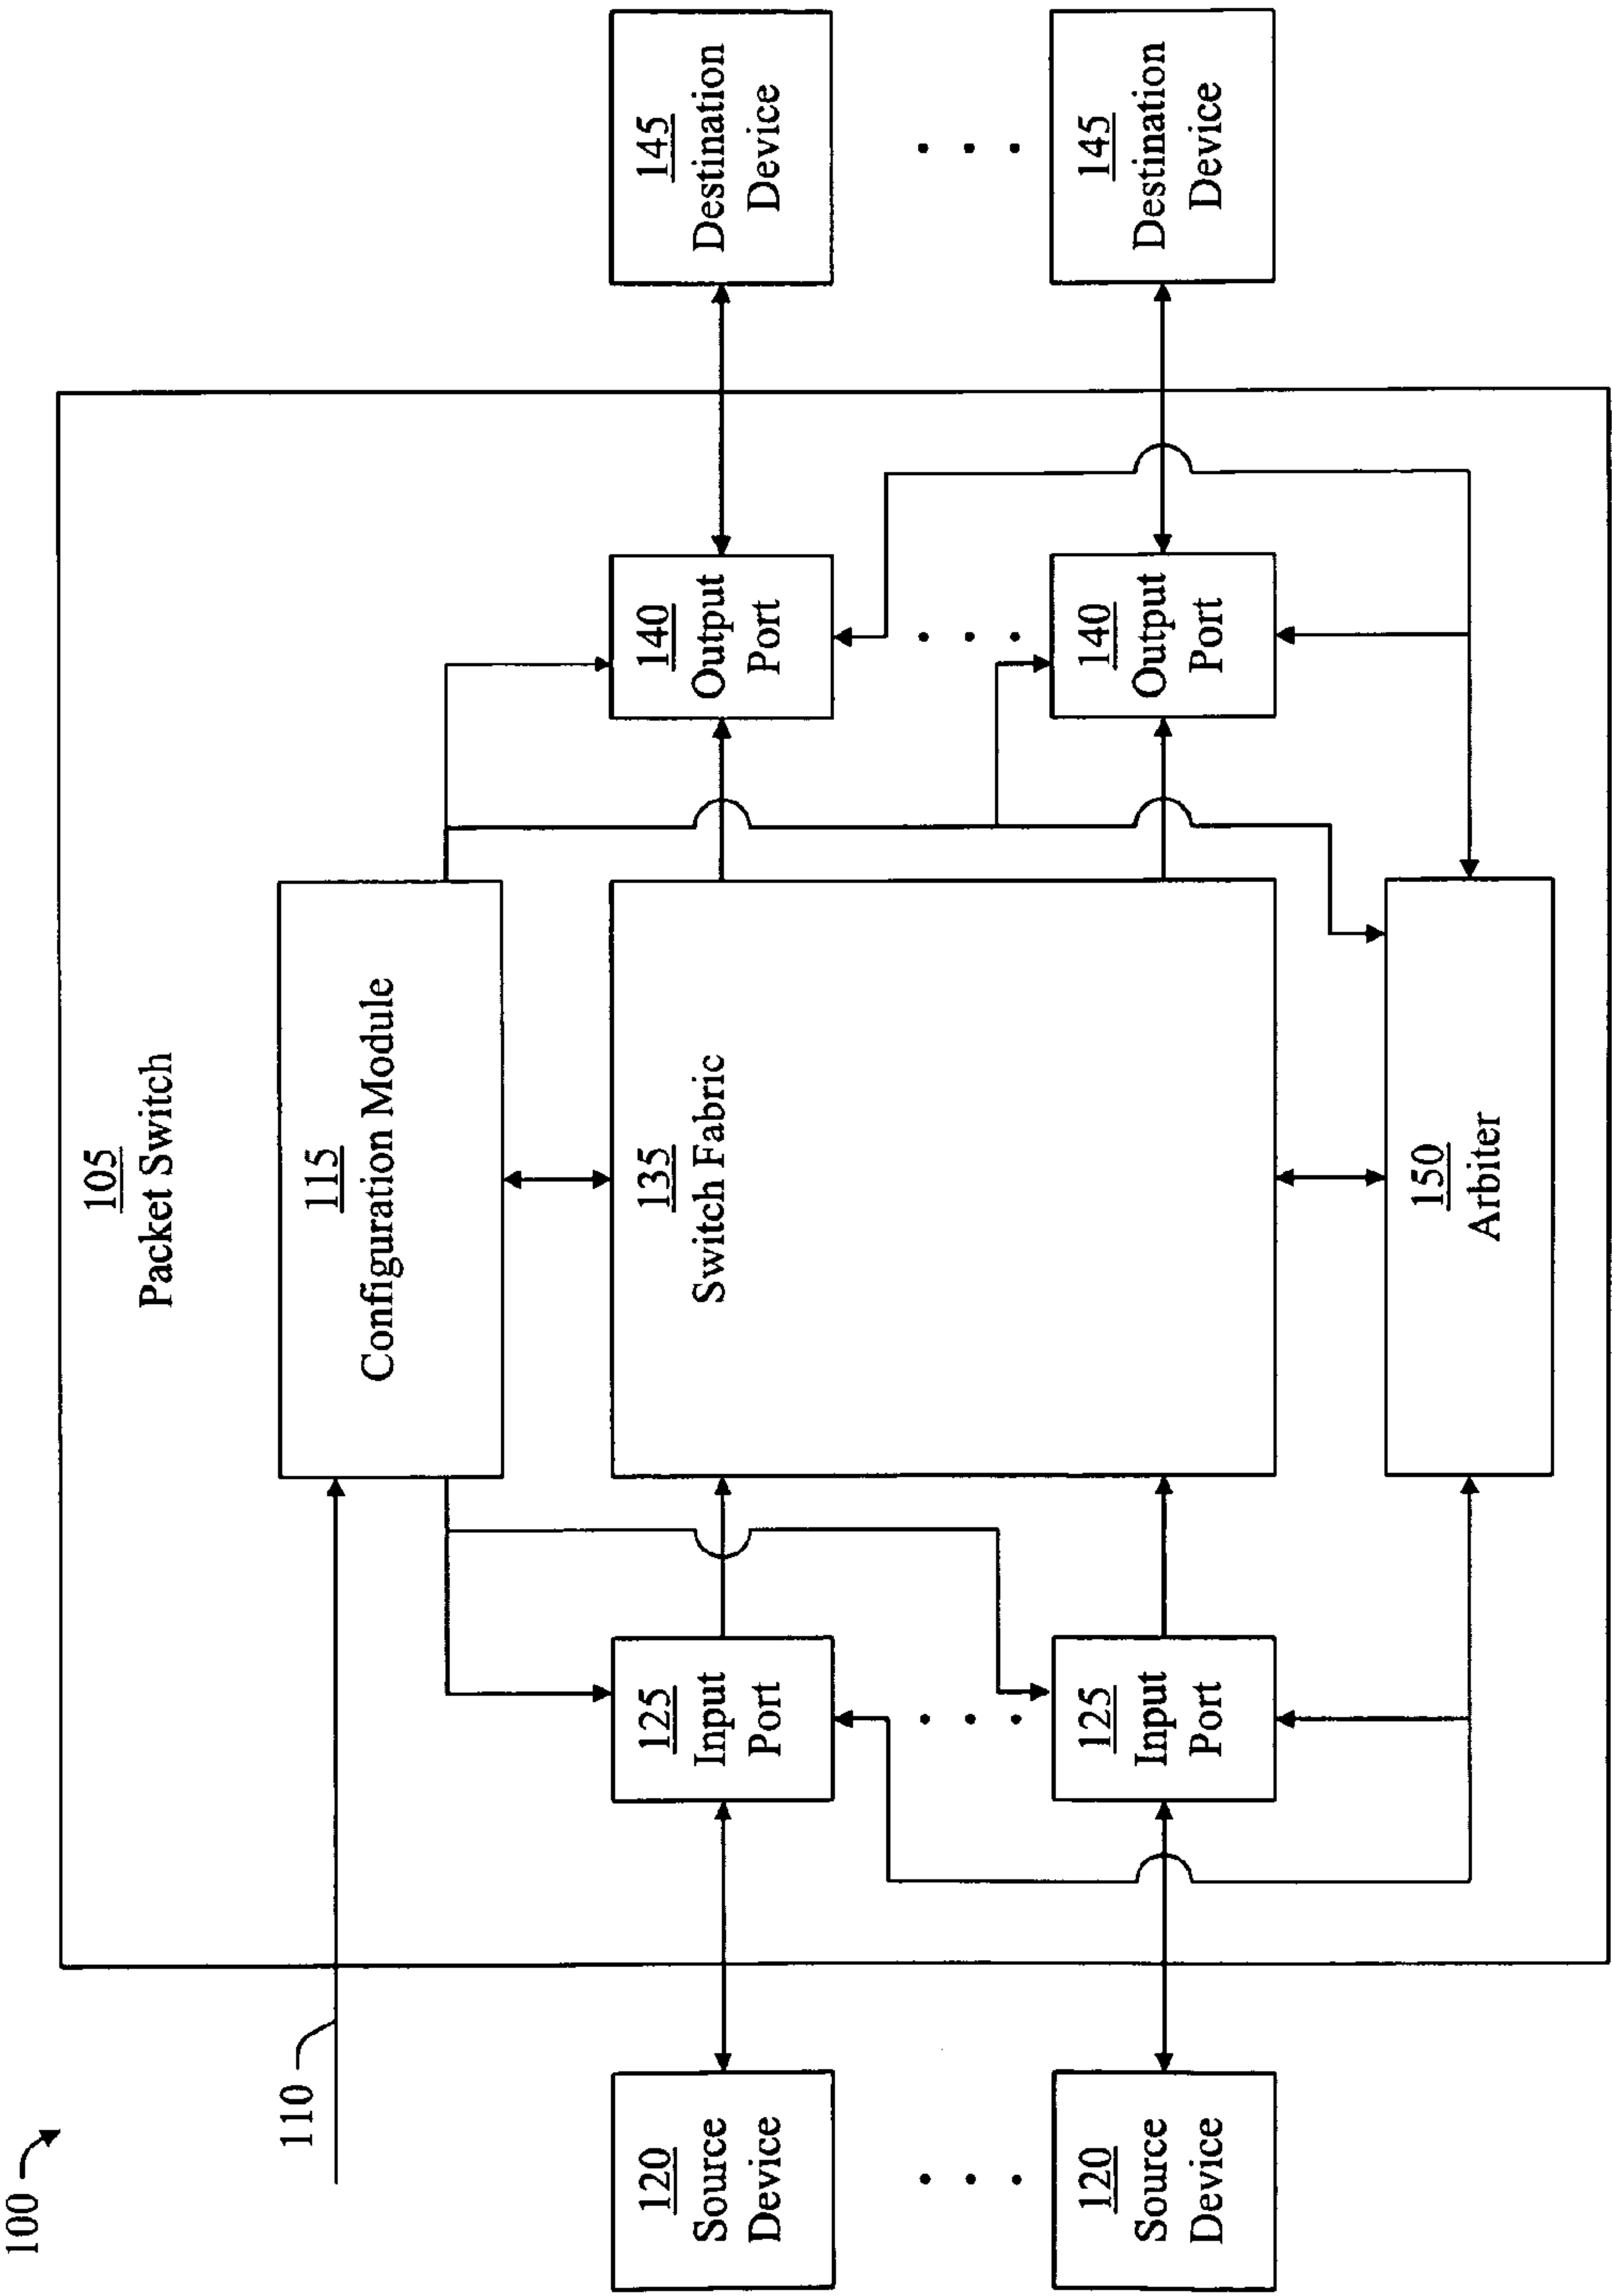 100
105
Packet Switch
110
115
Configuration Module
120
Source
Device
125
Input
Port
135
Switch Fabric
140
Output
Port
145
Destination
Device
120
Source
Device
125
Input
Port
140
Output
Port
145
Destination
Device
150
Arbiter